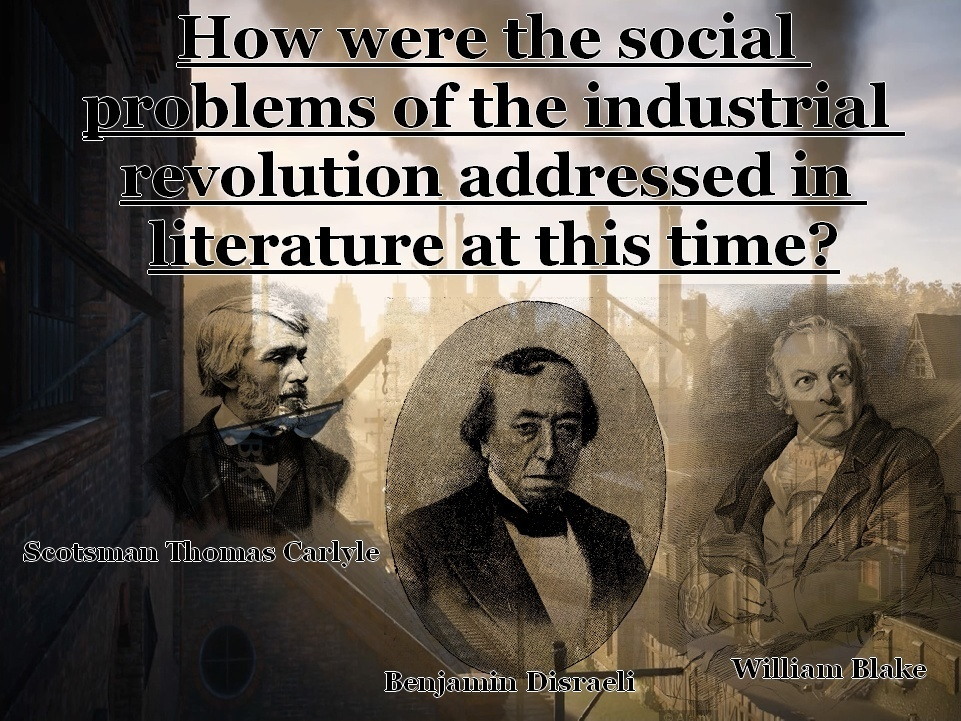 How were the social
problems of the industrial
revolution addressed in
literature at this time?
Scotsman Thomas Carlyle
Benjamin Disraeli
William Blake